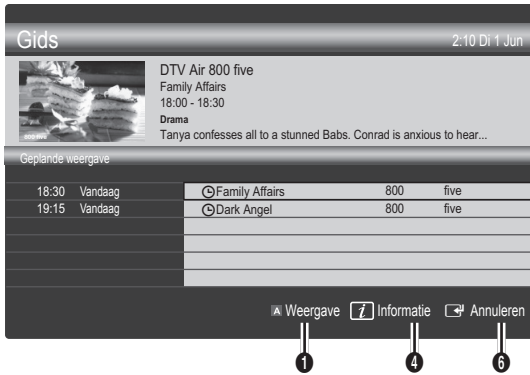 Gids 2:10 Di 1 Jun
DTV Air 800 five
Family Affairs
18:00 - 18:30
Drama
Tanya confesses all to a stunned Babs. Conrad is anxious to hear...
Geplande weergave
18:30 Vandaag Family Affairs 800 five
19:15 Vandaag Dark Angel 800 five
A Weergave i Informatie Annuleren
1 4 6